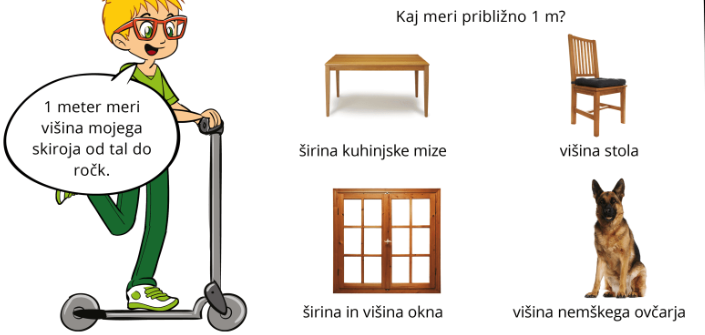 Kaj meri približno 1 m?
1 meter meri
višina mojega
skiroja od tal do
ročk.
širina kuhinjske mize
višina stola
širina in višina okna
višina nemškega ovčarja